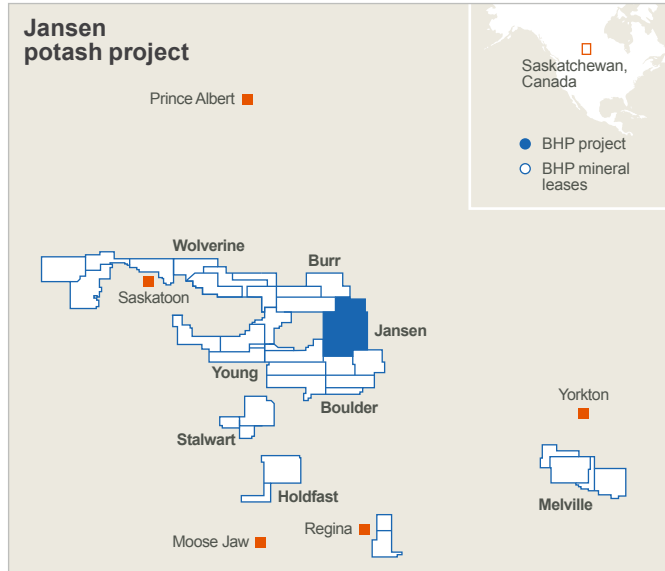 Jansen
potash project
Saskatchewan,
Canada
BHP project
BHP mineral
leases
Prince Albert
Wolverine
Burr
Saskatoon
Jansen
Young
Boulder
Yorkton
Stalwart
Holdfast
Melville
Regina
Moose Jaw